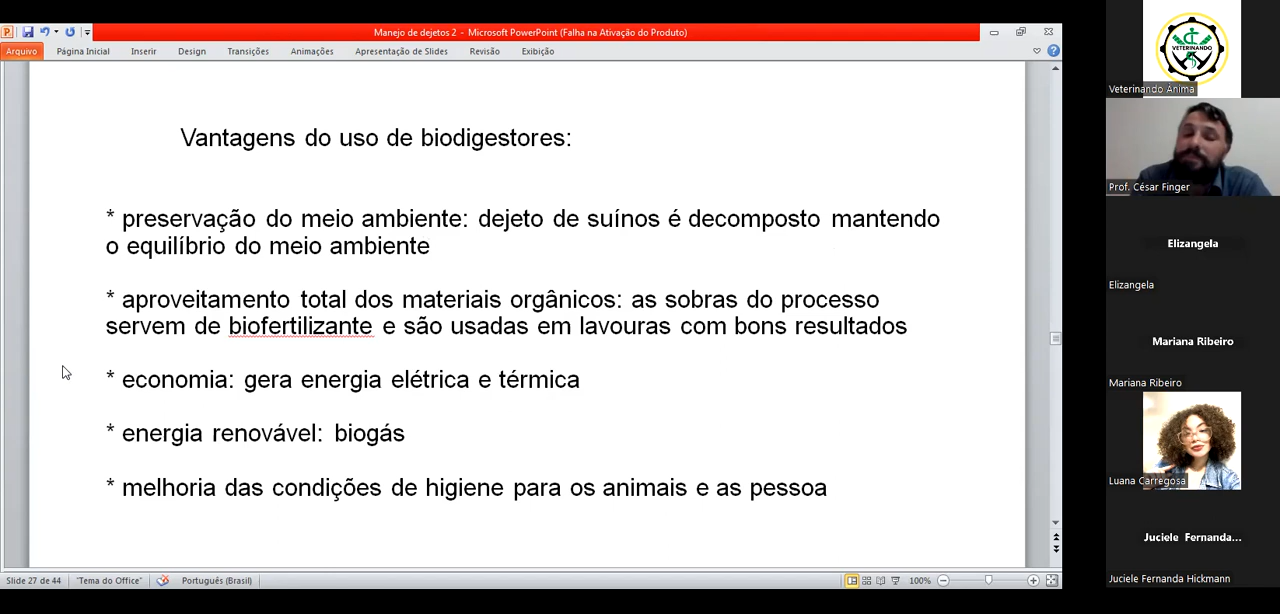 Manejo de dejetos 2 - Microsoft PowerPoint (Falha na Ativação do Produto)
Arquivo Página Inicial Inserir Design Transições Animações Apresentação de Slides Revisão Exibição
Vantagens do uso de biodigestores:
* preservação do meio ambiente: dejeto de suínos é decomposto mantendo
o equilíbrio do meio ambiente
* aproveitamento total dos materiais orgânicos: as sobras do processo
servem de biofertilizante e são usadas em lavouras com bons resultados
* economia: gera energia elétrica e térmica
* energia renovável: biogás
* melhoria das condições de higiene para os animais e as pessoa
Slide 27 de 44 "Tema do Office" Português (Brasil) 100%
VETERINANDO
Veterinando Anima
Prof. César Finger
Elizangela
Elizangela
Mariana Ribeiro
Mariana Ribeiro
Luana Carregosa
Juciele Fernanda...
Juciele Fernanda Hickmann